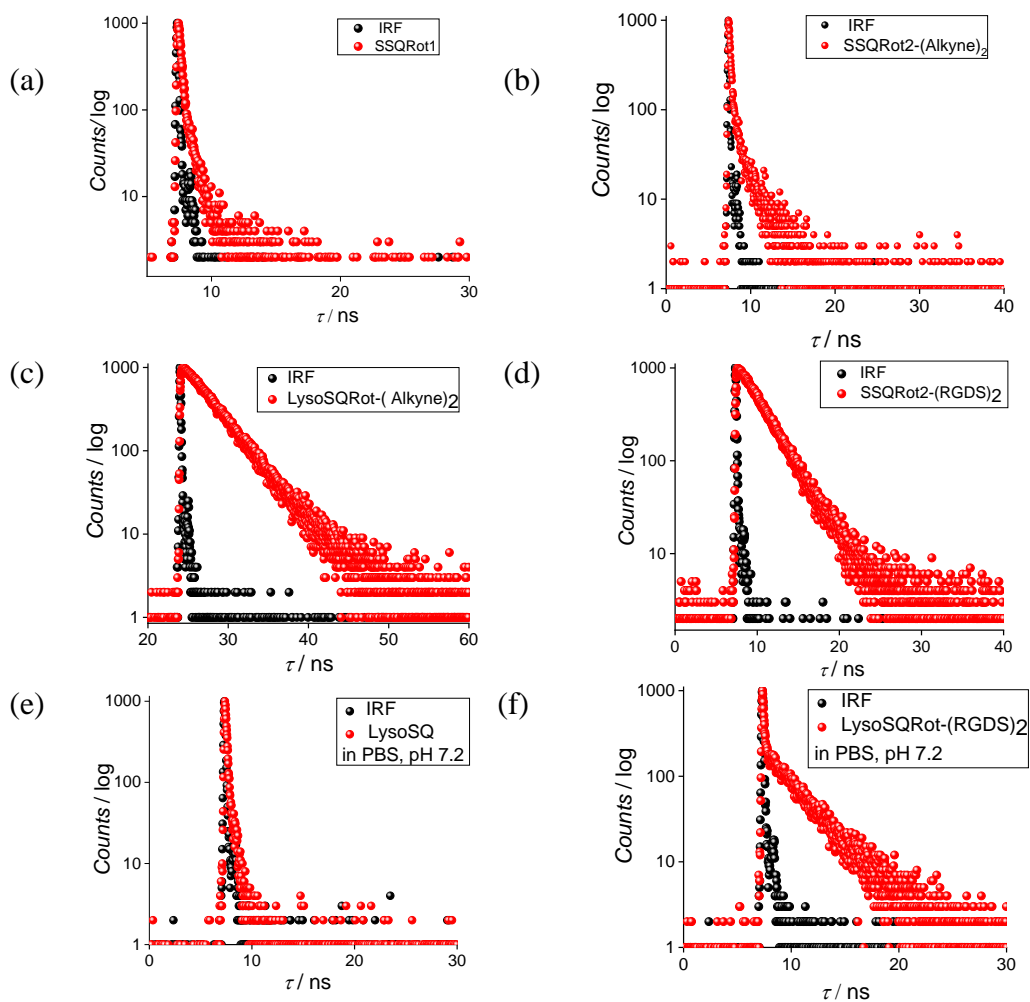 (a)
Counts/ log
1000
100
10
IRF
SSQRot1
10
20
30
τ / ns
(b)
Counts/ log
1000
100
10
1
IRF
SSQRot2-(Alkyne)2
0
10
20
30
40
τ / ns
(c)
Counts / log
1000
100
10
1
IRF
LysoSQRot-( Alkyne)2
20
30
40
50
60
τ / ns
(d)
Counts / log
1000
100
10
IRF
SSQRot2-(RGDS)2
0
10
20
30
40
τ / ns
(e)
Counts / log
1000
100
10
1
IRF
LysoSQ
in PBS, pH 7.2
0
10
20
30
τ / ns
(f)
Counts / log
1000
100
10
1
IRF
LysoSQRot-(RGDS)2
in PBS, pH 7.2
0
10
20
30
τ / ns